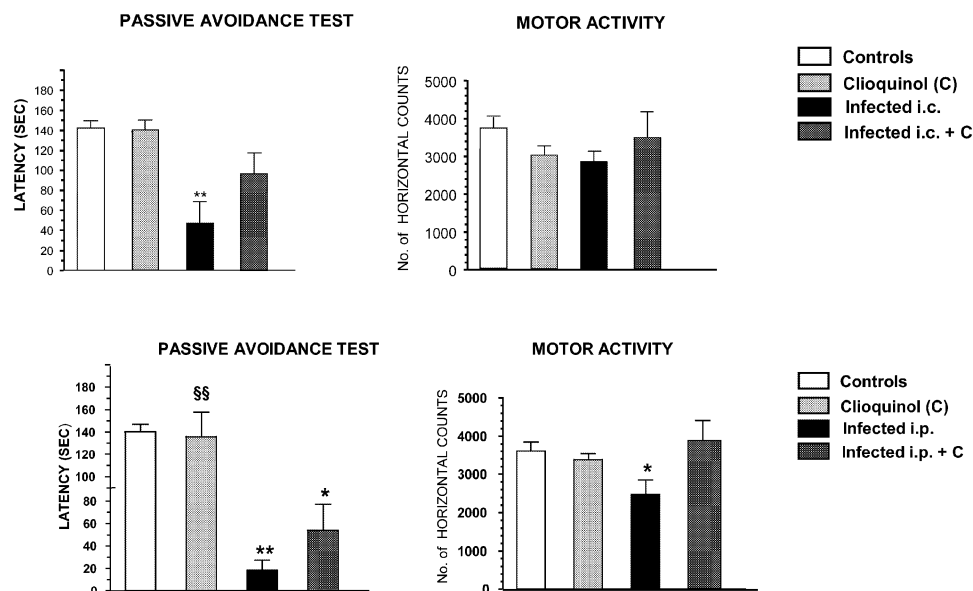 PASSIVE AVOIDANCE TEST
MOTOR ACTIVITY
LATENCY (SEC)
180
160
140
120
100
80
60
40
20
0
**
No. of HORIZONTAL COUNTS
5000
4000
3000
2000
1000
0
Controls
Clioquinol (C)
Infected i.c.
Infected i.c. + C
PASSIVE AVOIDANCE TEST
MOTOR ACTIVITY
LATENCY (SEC)
180
160
140
120
100
80
60
40
20
0
§§
**
*
No. of HORIZONTAL COUNTS
5000
4000
3000
2000
1000
0
*
Controls
Clioquinol (C)
Infected i.p.
Infected i.p. + C